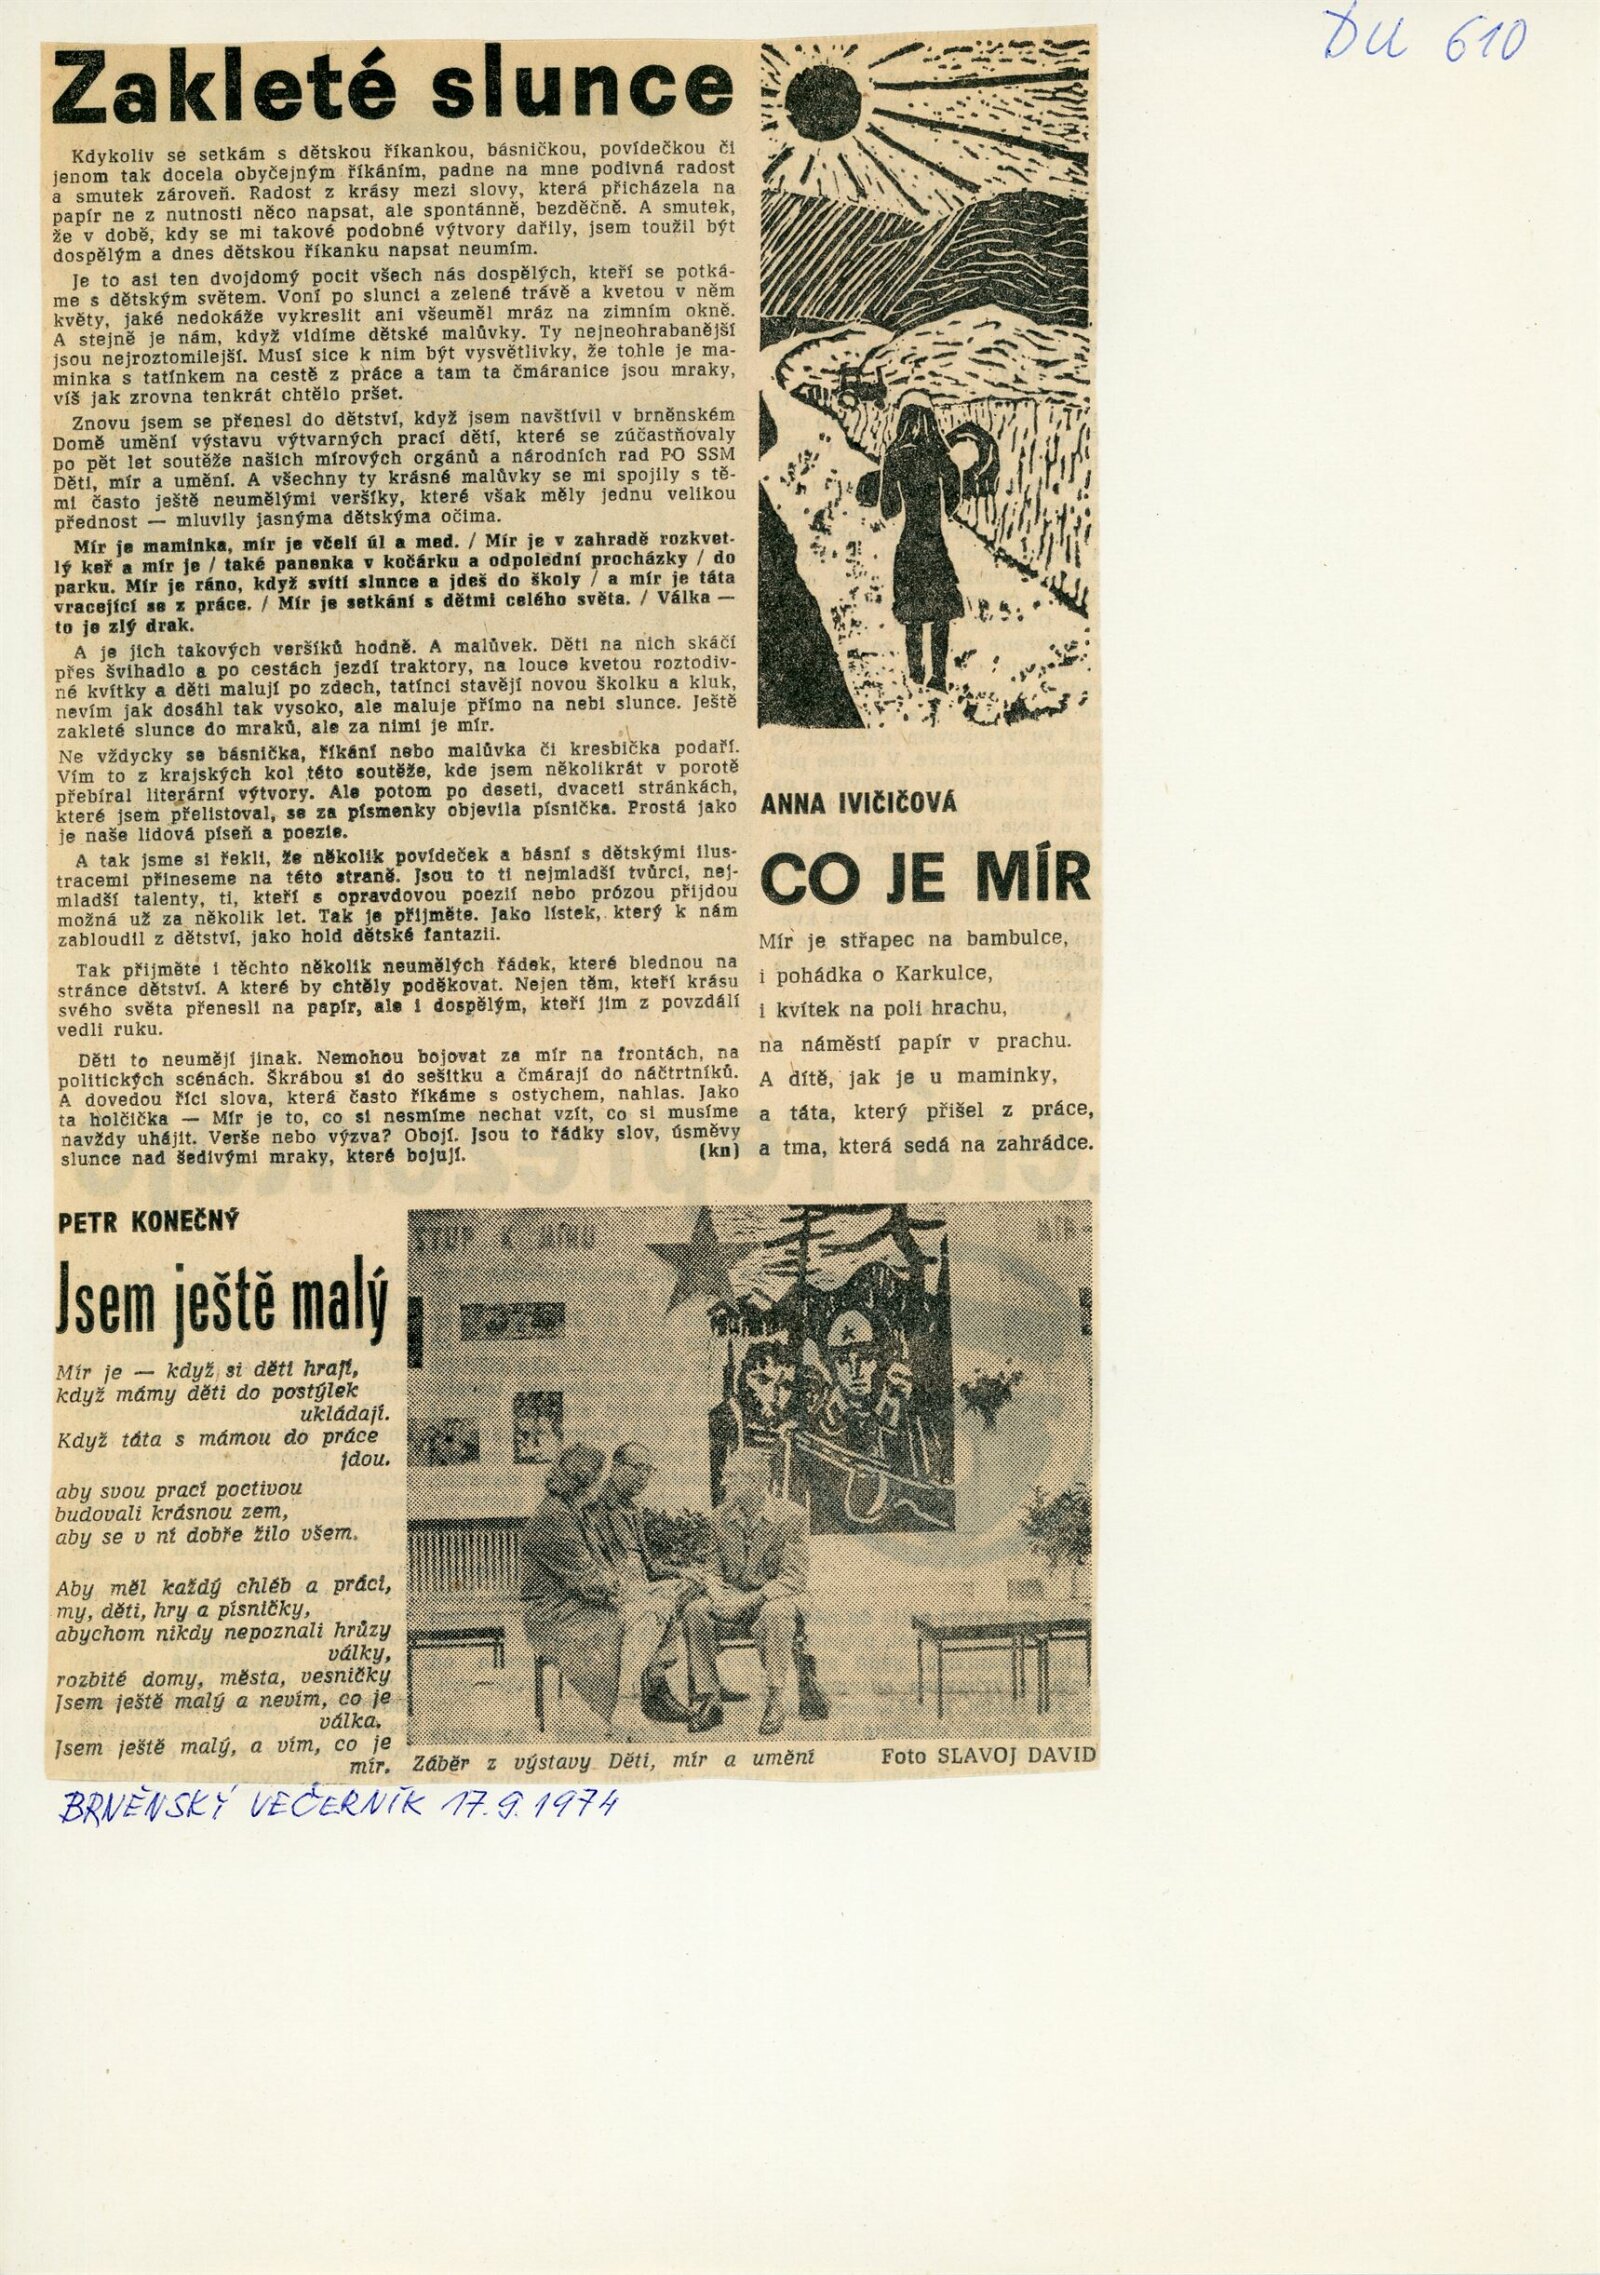 DU 610
Zakleté slunce
Kdykoliv se setkám s dětskou říkankou, básničkou, povídečkou či
jenom tak docela obyčejným říkáním, padne na mne podivná radost
a smutek zároveň. Radost z krásy mezi slovy, která přicházela na
papír ne z nutnosti něco napsat, ale spontánně, bezděčně. A smutek,
že v době, kdy se mi takové podobné výtvory dařily, jsem toužil být
dospělým a dnes dětskou říkanku napsat neumím.
Je to asi ten dvojdomý pocit všech nás dospělých, kteří se potká-
me s dětským světem. Voní po slunci a zelené trávě a kvetou v něm
květy, jaké nedokáže vykreslit ani všeuměl mráz na zimním okně.
A stejně je nám, když vidíme dětské malůvky. Ty nejneohrabanější
jsou nejroztomilejší. Musí sice k nim být vysvětlivky, že tohle je ma-
minka s tatínkem na cestě z práce a tam ta čmáranice jsou mraky,
víš jak zrovna tenkrát chtělo pršet.
Znovu jsem se přenesl do dětství, když jsem navštívil v brněnském
Domě umění výstavu výtvarných prací dětí, které se zúčastňovaly
po pět let soutěže našich mírových orgánů a národních rad PO SSM
Děti, mír a umění. A všechny ty krásné malůvky se mi spojily s tě-
mi často ještě neumělými veršíky, které však měly jednu velikou
přednost — mluvily jasnýma dětskýma očima.
Mír je maminka, mír je včelí úl a med. / Mír je v zahradě rozkvet-
lý keř a mír je / také panenka v kočárku a odpolední procházky / do
parku. Mír je ráno, když svítí slunce a jdeš do školy / a mír je táta
vracející se z práce. / Mír je setkání s dětmi celého světa. / Válka —
to je zlý drak.
A je jich takových veršíků hodně. A malůvek. Děti na nich skáčí
přes švihadlo a po cestách jezdí traktory, na louce kvetou roztodiv-
né kvítky a děti malují po zdech, tatínci stavějí novou školku a kluk,
nevím jak dosáhl tak vysoko, ale maluje přímo na nebi slunce. Ještě
zakleté slunce do mraků, ale za nimi je mír.
Ne vždycky se básnička, říkání nebo malůvka či kresbička podaří.
Vím to z krajských kol této soutěže, kde jsem několikrát v porotě
přebíral literární výtvory. Ale potom po deseti, dvaceti stránkách,
které jsem přelistoval, se za písmenky objevila písnička. Prostá jako
je naše lidová píseň a poezie.
A tak jsme si řekli, že několik povídeček a básní s dětskými ilus-
tracemi přineseme na této straně. Jsou to ti nejmladší tvůrci, nej-
mladší talenty, ti, kteří s opravdovou poezií nebo prózou přijdou
možná už za několik let. Tak je přijměte. Jako lístek, který k nám
zabloudil z dětství, jako hold dětské fantazii.
Tak přijměte i těchto několik neumělých řádek, které blednou na
stránce dětství. A které by chtěly poděkovat. Nejen těm, kteří krásu
svého světa přenesli na papír, ale i dospělým, kteří jim z povzdálí
vedli ruku.
Děti to neumějí jinak. Nemohou bojovat za mír na frontách, na
politických scénách. Škrábou si do sešitku a čmárají do náčtrtníků.
A dovedou říci slova, která často říkáme s ostychem, nahlas. Jako
ta holčička — Mír je to, co si nesmíme nechat vzít, co si musíme
navždy uhájit. Verše nebo výzva? Obojí. Jsou to řádky slov, úsměvy
slunce nad šedivými mraky, které bojují. (kn)
ANNA IVIČIČOVÁ
CO JE MÍR
Mír je střapec na bambulce,
i pohádka o Karkulce,
i kvítek na poli hrachu,
na náměstí papír v prachu.
A dítě, jak je u maminky,
a táta, který přišel z práce,
a tma, která sedá na zahrádce.
PETR KONEČNÝ
Jsem ještě malý
Mír je — když si děti hrají,
když mámy děti do postýlek
ukládají.
Když táta s mámou do práce
jdou.
aby svou prací poctivou
budovali krásnou zem,
aby se v ní dobře žilo všem.
Aby měl každý chléb a práci,
my, děti, hry a písničky,
abychom nikdy nepoznali hrůzy
války,
rozbité domy, města, vesničky
Jsem ještě malý a nevím, co je
válka.
Jsem ještě malý, a vím, co je
mír.
STUP K MÍRU
MÍR
Záběr z výstavy Děti, mír a umění Foto SLAVOJ DAVID
BRNĚNSKÝ VEČERNÍK 17.9.1974